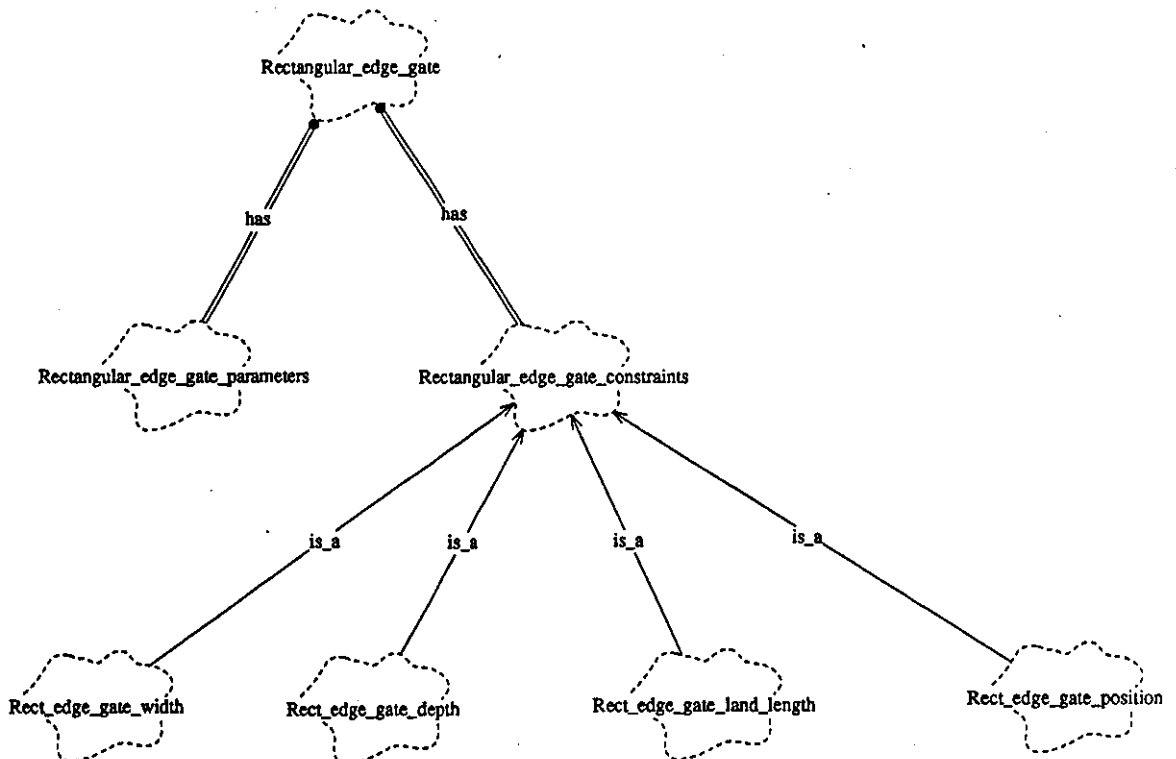 Rectangular_edge_gate
has
has
Rectangular_edge_gate_parameters
Rectangular_edge_gate_constraints
is_a
is_a
is_a
is_a
Rect_edge_gate_width
Rect_edge_gate_depth
Rect_edge_gate_land_length
Rect_edge_gate_position